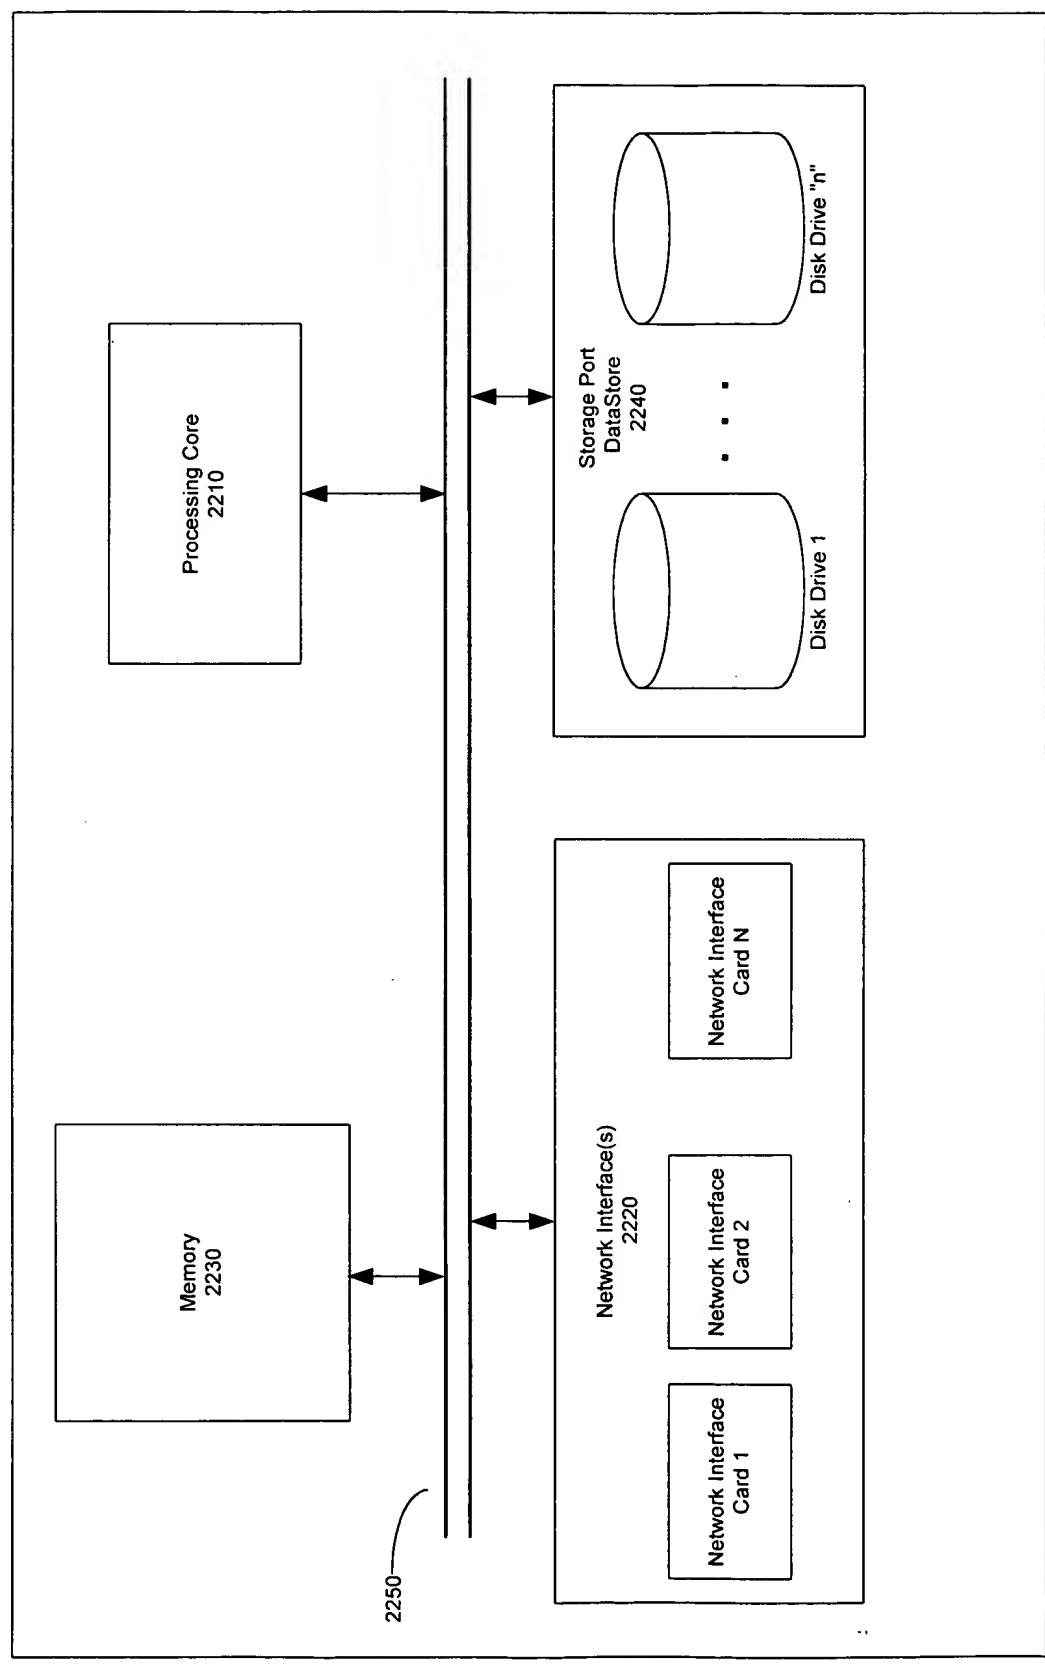 Memory
2230
Processing Core
2210
2250
Network Interface(s)
2220
Network Interface
Card 1
Network Interface
Card 2
Network Interface
Card N
Storage Port
DataStore
2240
Disk Drive 1
Disk Drive "n"